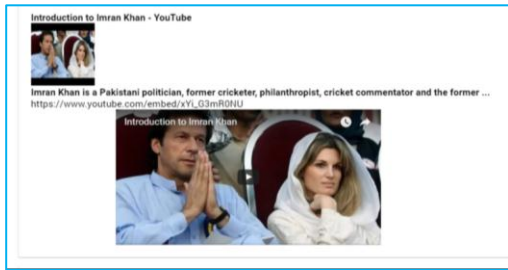 Introduction to Imran Khan - YouTube
Imran Khan is a Pakistani politician, former cricketer, philanthropist, cricket commentator and the former ...
https://www.youtube.com/embed/xYi_G3mR0NU
Introduction to Imran Khan